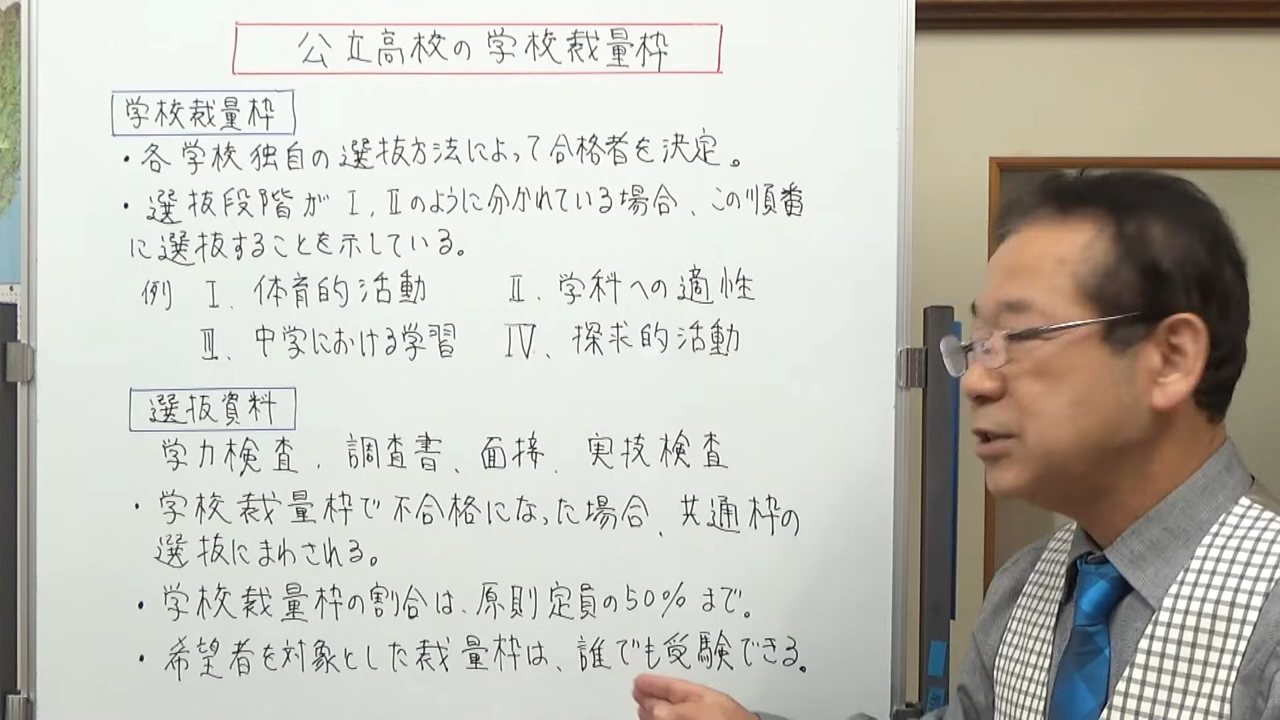 公立高校の学校裁量枠
学校裁量枠
・各学校独自の選抜方法によって合格者を決定。
・選抜段階がⅠ,Ⅱのように分かれている場合、この順番
に選抜することを示している。
例 Ⅰ、体育的活動 Ⅱ、学科への適性
Ⅲ、中学における学習 Ⅳ、探求的活動
選抜資料
学力検査、調査書、面接、実技検査
・学校裁量枠で不合格になった場合、共通枠の
選抜にまわされる。
・学校裁量枠の割合は、原則定員の50%まで。
・希望者を対象とした裁量枠は、誰でも受験できる。